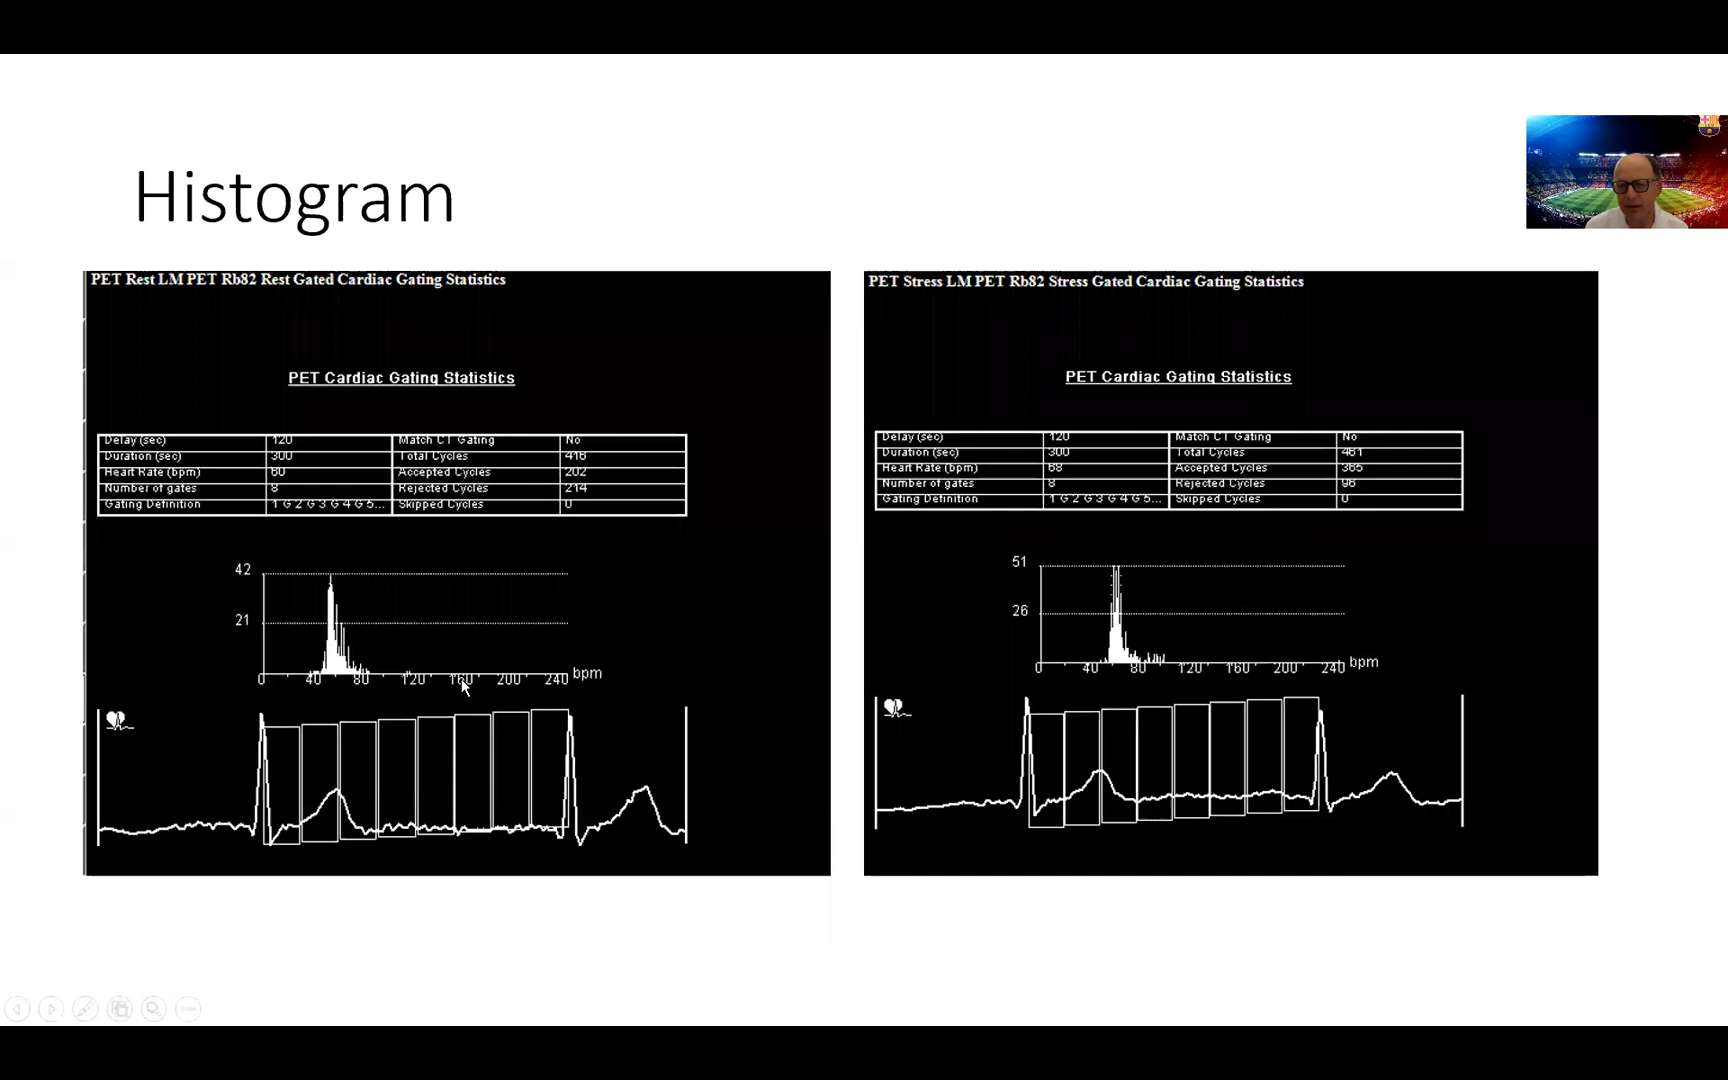 Histogram
PET Rest LM PET Rb82 Rest Gated Cardiac Gating Statistics
PET Cardiac Gating Statistics
Delay (sec) 120 Match CT Gating No
Duration (sec) 300 Total Cycles 416
Heart Rate (bpm) 60 Accepted Cycles 202
Number of gates 8 Rejected Cycles 214
Gating Definition 1 G 2 G 3 G 4 G 5... Skipped Cycles 0
42
21
0 40 80 120 160 200 240 bpm
PET Stress LM PET Rb82 Stress Gated Cardiac Gating Statistics
PET Cardiac Gating Statistics
Delay (sec) 120 Match CT Gating No
Duration (sec) 300 Total Cycles 461
Heart Rate (bpm) 68 Accepted Cycles 365
Number of gates 8 Rejected Cycles 96
Gating Definition 1 G 2 G 3 G 4 G 5... Skipped Cycles 0
51
26
0 40 80 120 160 200 240 bpm